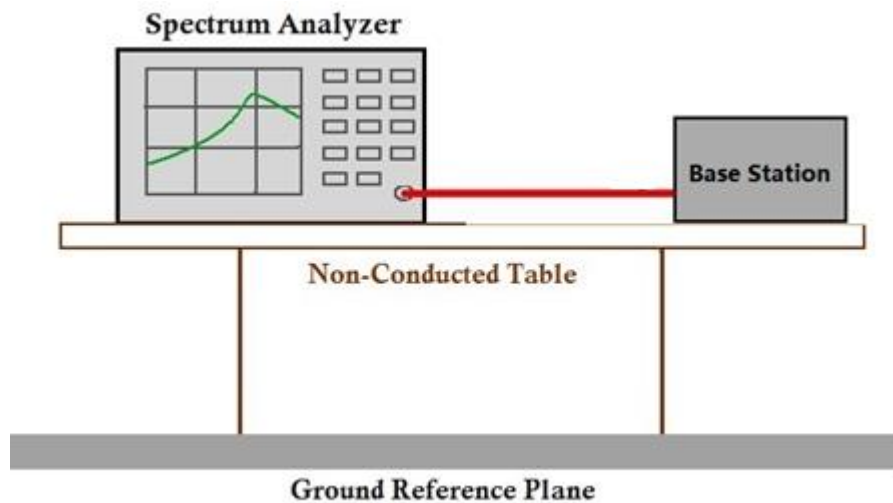 Spectrum Analyzer
Base Station
Non-Conducted Table
Ground Reference Plane